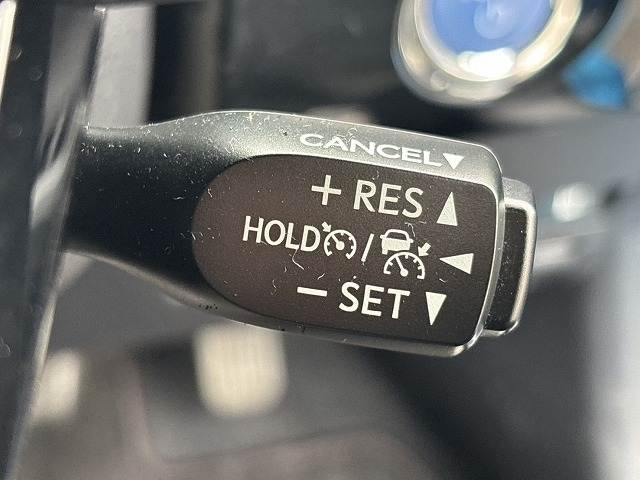 CANCEL▼
+ RES ▲
HOLD / ◀
− SET ▼